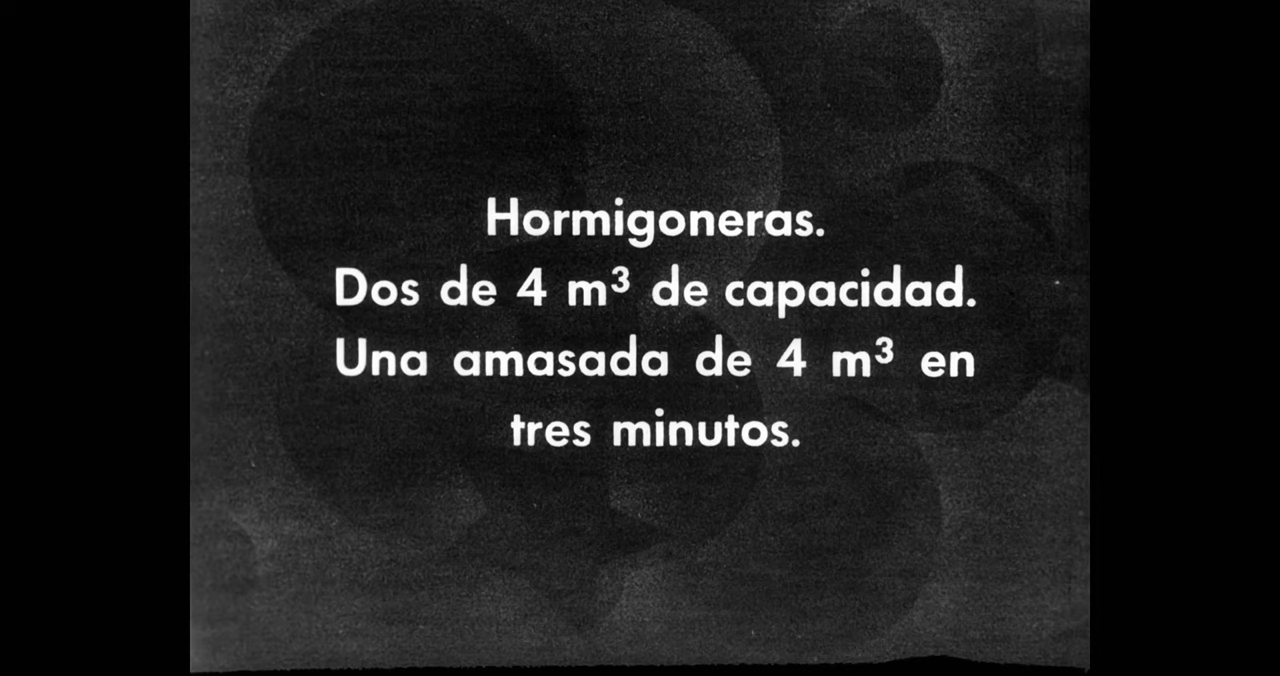 Hormigoneras.
Dos de 4 m³ de capacidad.
Una amasada de 4 m³ en
tres minutos.